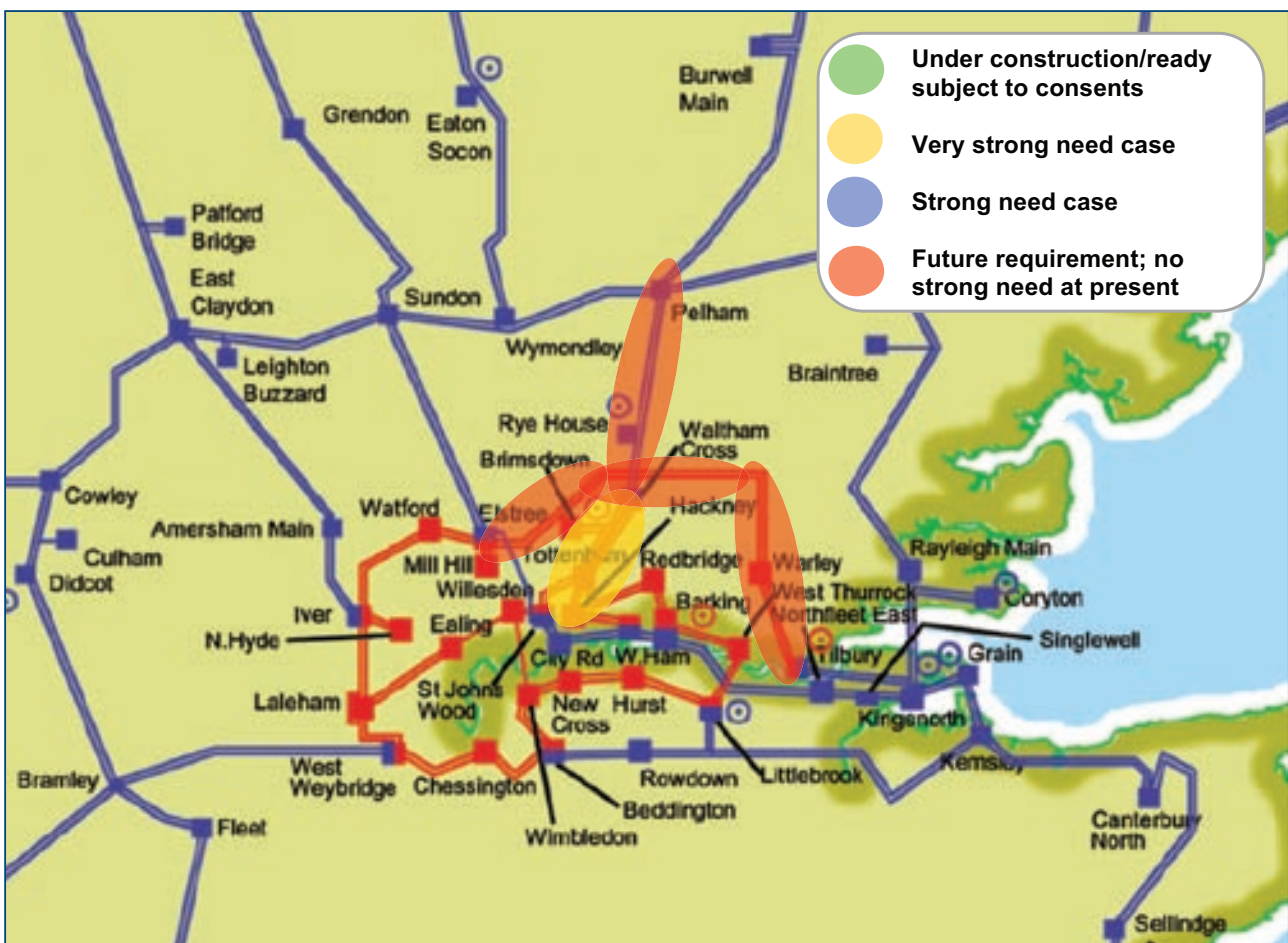 Under construction/ready
subject to consents
Very strong need case
Strong need case
Future requirement; no
strong need at present
Burwell
Main
Grendon
Eaton
Socon
Patford
Bridge
East
Claydon
Sundon
Pelham
Wymondley
Leighton
Buzzard
Braintree
Rye House
Waltham
Cross
Brimsdown
Cowley
Watford
Elstree
Hackney
Amersham Main
Culham
Tottenham
Mill Hill
Redbridge
Rayleigh Main
Didcot
Willesden
Warley
West Thurrock
Coryton
Barking
Northfleet East
Iver
Ealing
Singlewell
N.Hyde
City Rd
W.Ham
Tilbury
Grain
St Johns
Wood
Laleham
New
Cross
Hurst
Kingsnorth
West
Weybridge
Chessington
Rowdown
Littlebrook
Kemsley
Bramley
Beddington
Canterbury
North
Fleet
Wimbledon
Sellindge